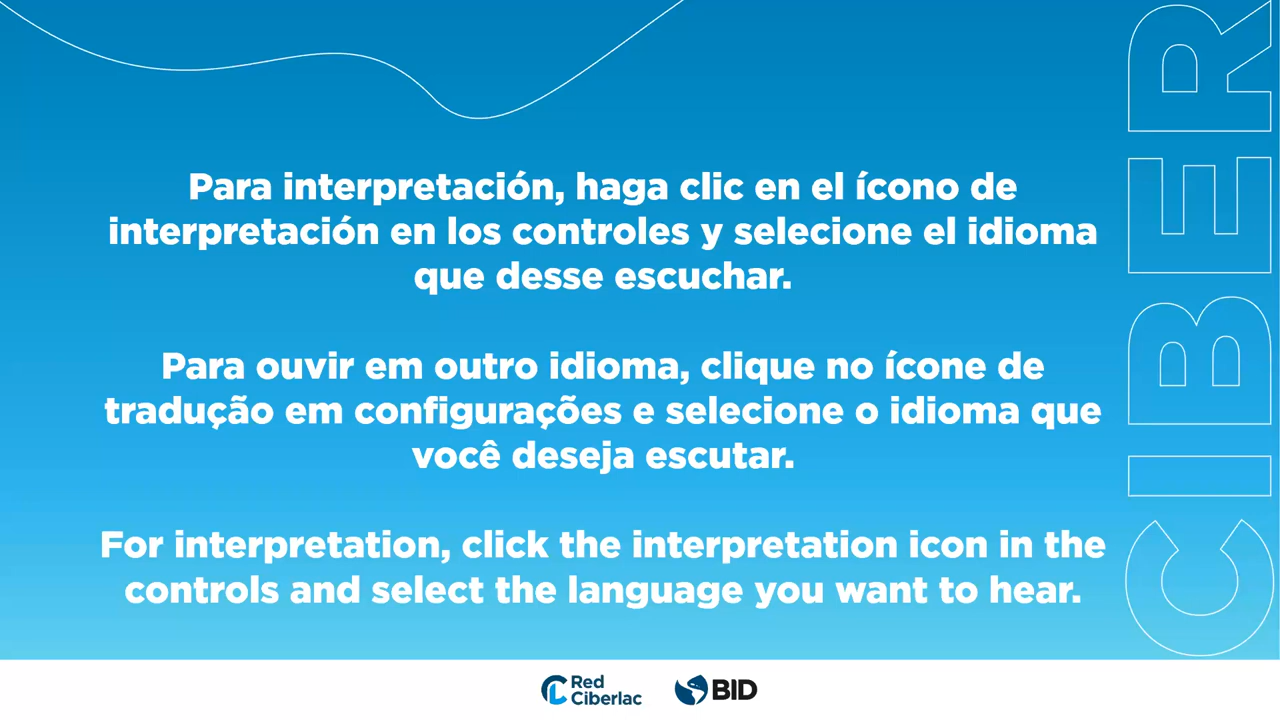 Para interpretación, haga clic en el ícono de
interpretación en los controles y selecione el idioma
que desse escuchar.
Para ouvir em outro idioma, clique no ícone de
tradução em configurações e selecione o idioma que
você deseja escutar.
For interpretation, click the interpretation icon in the
controls and select the language you want to hear.
CIBER
Red
Ciberlac
BID